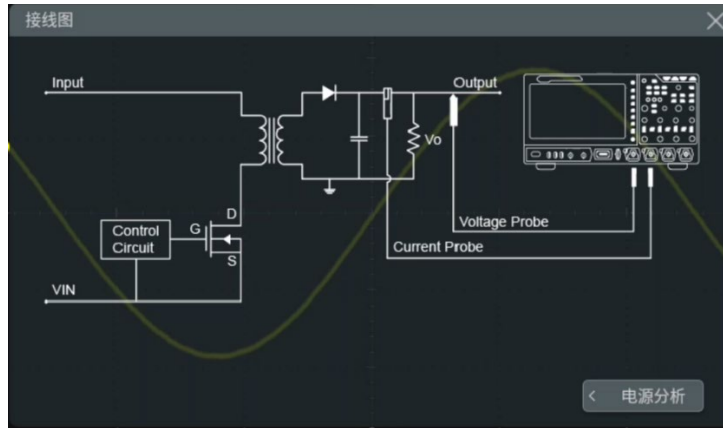 接线图
Input
Output
Vo
D
G
S
Control
Circuit
Voltage Probe
Current Probe
VIN
电源分析